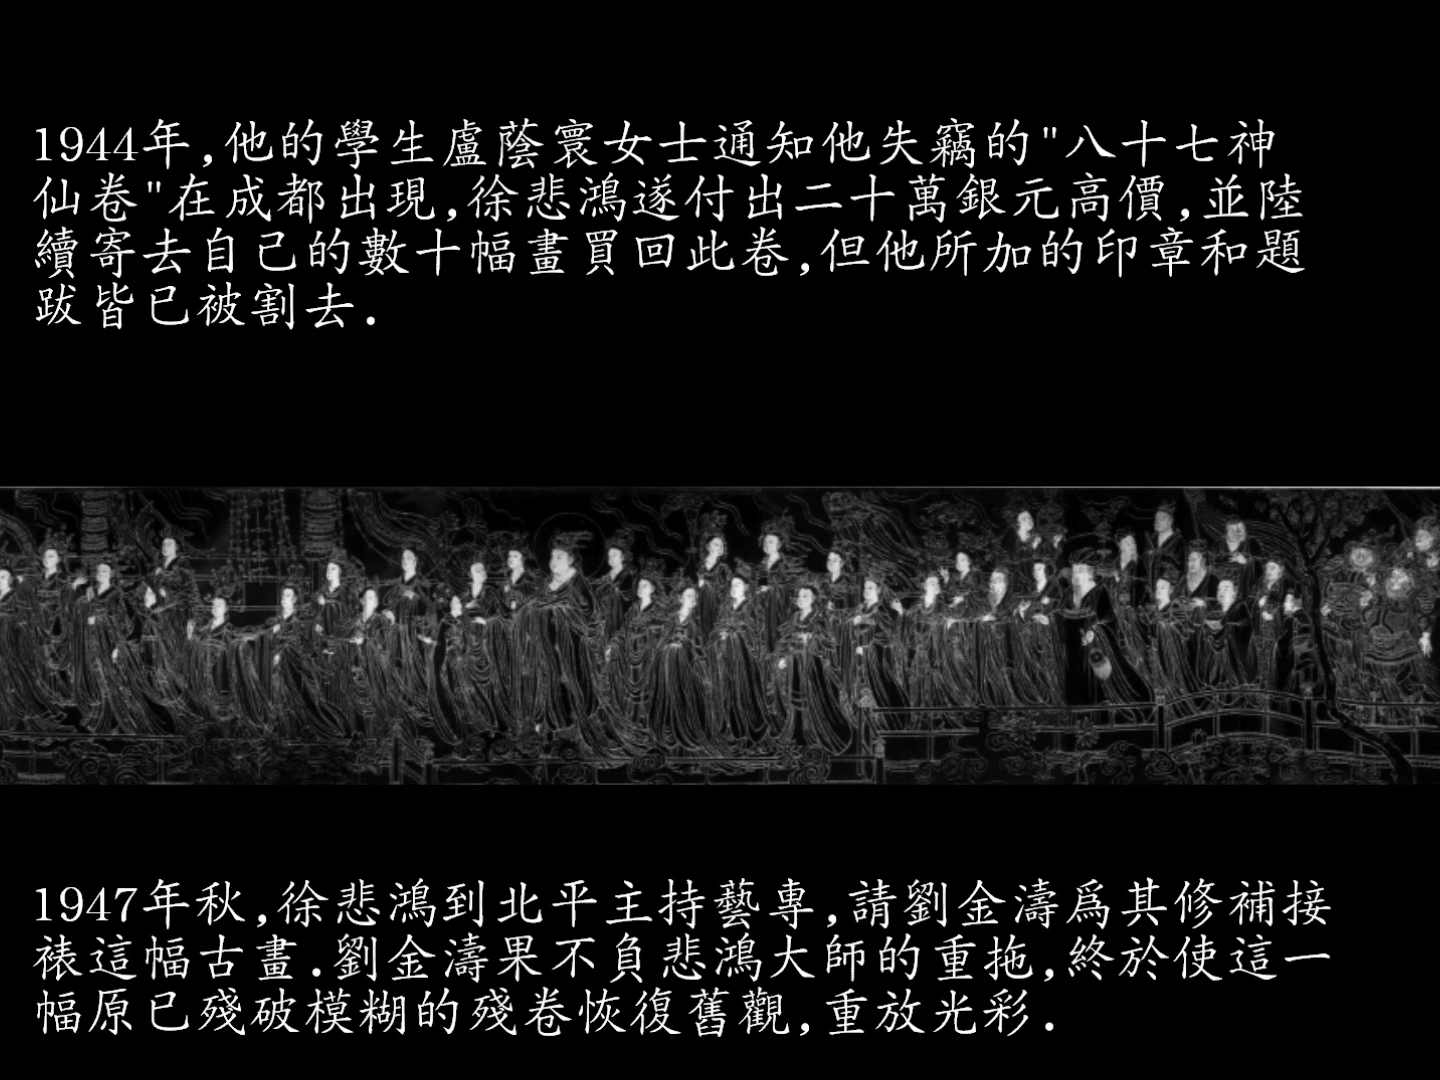 1944年,他的學生盧蔭寰女士通知他失竊的"八十七神
仙卷"在成都出現,徐悲鴻遂付出二十萬銀元高價,並陸
續寄去自己的數十幅畫買回此卷,但他所加的印章和題
跋皆已被割去.
1947年秋,徐悲鴻到北平主持藝專,請劉金濤爲其修補接
裱這幅古畫.劉金濤果不負悲鴻大師的重拖,終於使這一
幅原已殘破模糊的殘卷恢復舊觀,重放光彩.